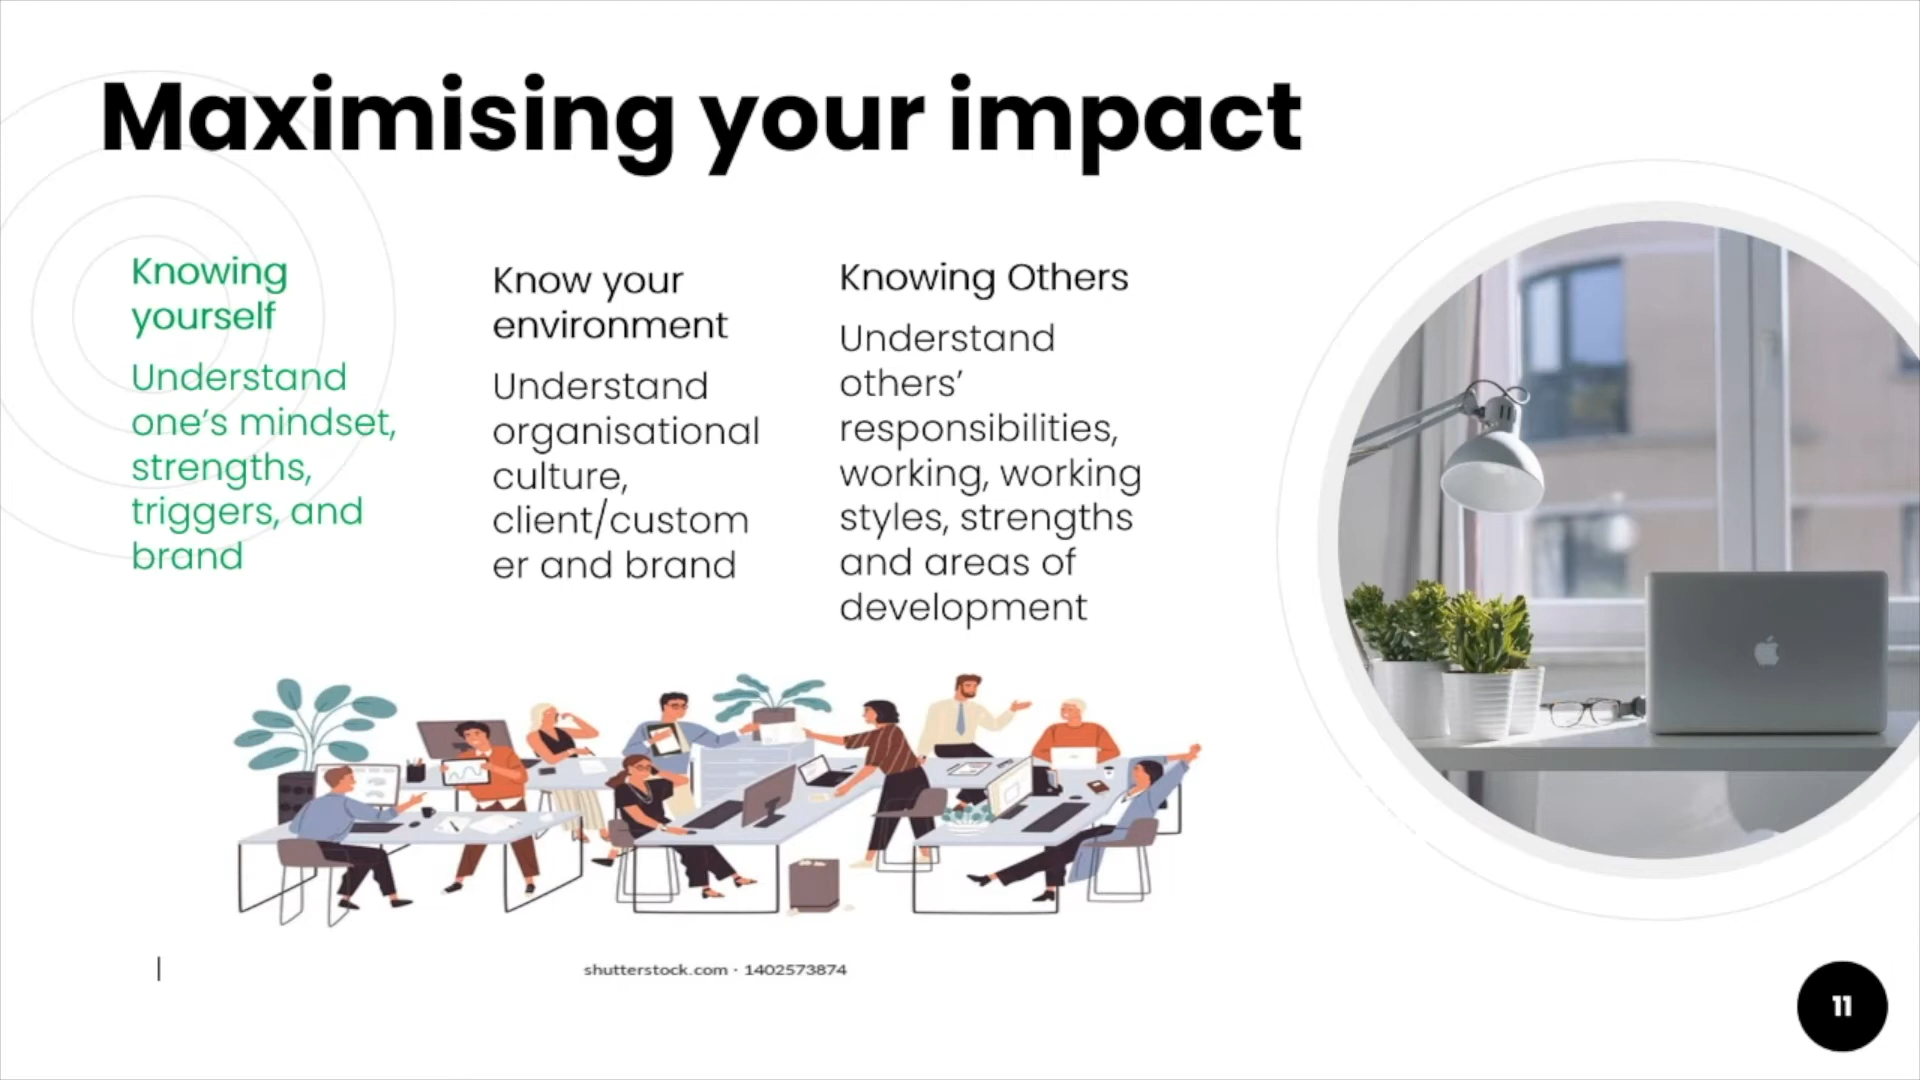 Maximising your impact
Knowing
yourself
Understand
one’s mindset,
strengths,
triggers, and
brand
Know your
environment
Understand
organisational
culture,
client/custom
er and brand
Knowing Others
Understand
others’
responsibilities,
working, working
styles, strengths
and areas of
development
shutterstock.com · 1402573874
11